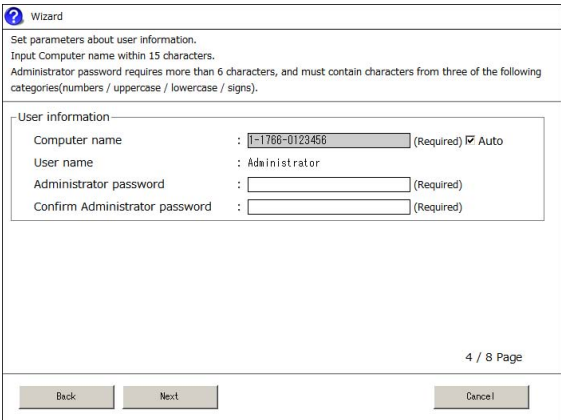 Wizard
Set parameters about user information.
Input Computer name within 15 characters.
Administrator password requires more than 6 characters, and must contain characters from three of the following
categories(numbers / uppercase / lowercase / signs).
User information
Computer name : 1-1766-0123456 (Required) Auto
User name : Administrator
Administrator password : (Required)
Confirm Administrator password : (Required)
4 / 8 Page
Back Next Cancel